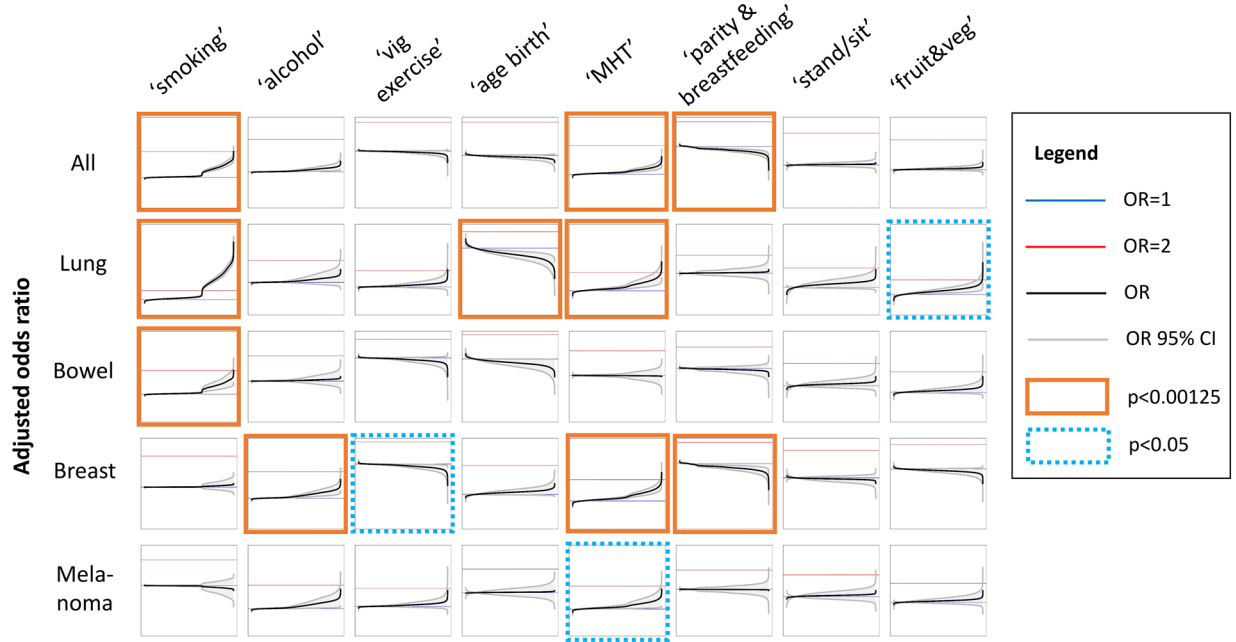 ‘smoking’
‘alcohol’
‘vig
exercise’
‘age birth’
‘MHT’
‘parity &
breastfeeding’
‘stand/sit’
‘fruit&veg’
Adjusted odds ratio
All
Lung
Bowel
Breast
Mela-
noma
Legend
OR=1
OR=2
OR
OR 95% CI
p<0.00125
p<0.05